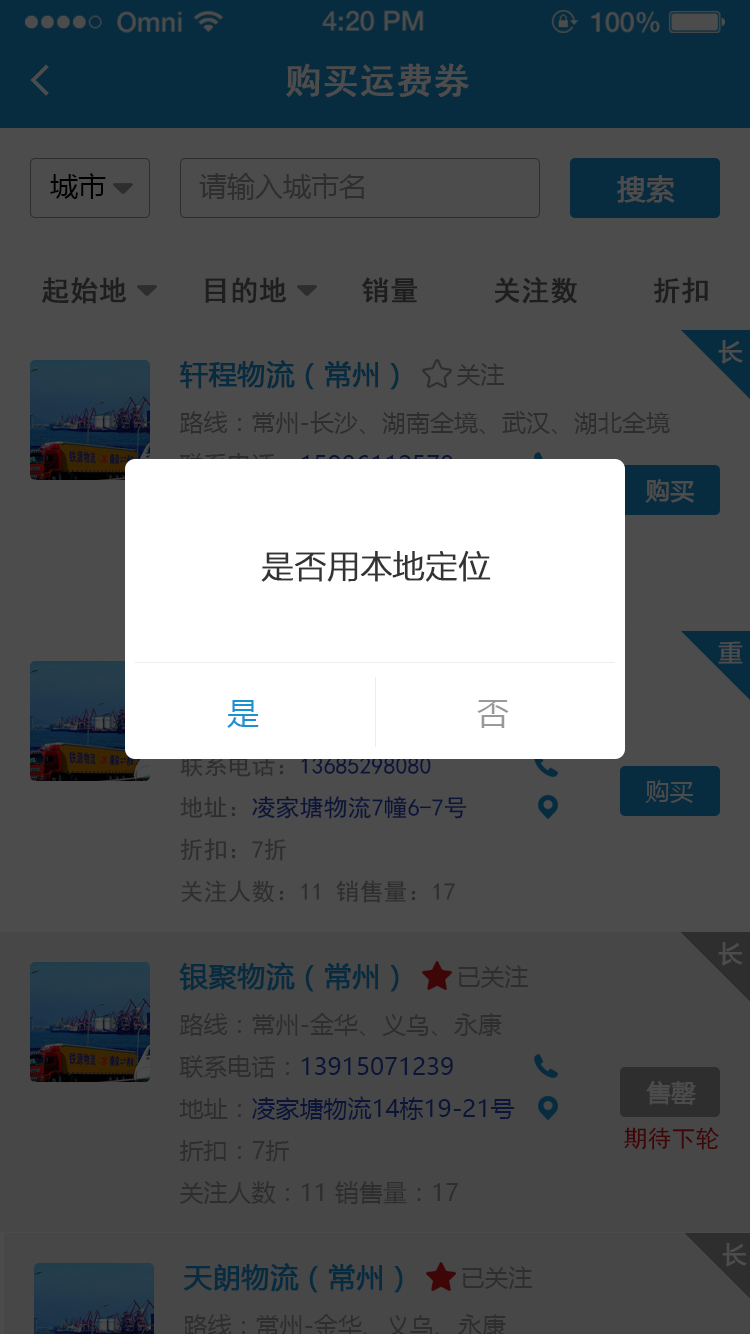 Omni 4:20 PM 100%
购买运费券
城市 请输入城市名 搜索
起始地 目的地 销量 关注数 折扣
长
轩程物流（常州） 关注
路线：常州-长沙、湖南全境、武汉、湖北全境
购买
是否用本地定位
是 否
重
联系电话：13685298080
购买
地址：凌家塘物流7幢6-7号
折扣：7折
关注人数：11 销售量：17
长
银聚物流（常州） 已关注
路线：常州-金华、义乌、永康
联系电话：13915071239
售罄
地址：凌家塘物流14栋19-21号
期待下轮
折扣：7折
关注人数：11 销售量：17
长
天朗物流（常州） 已关注
路线：常州-金华、义乌、永康